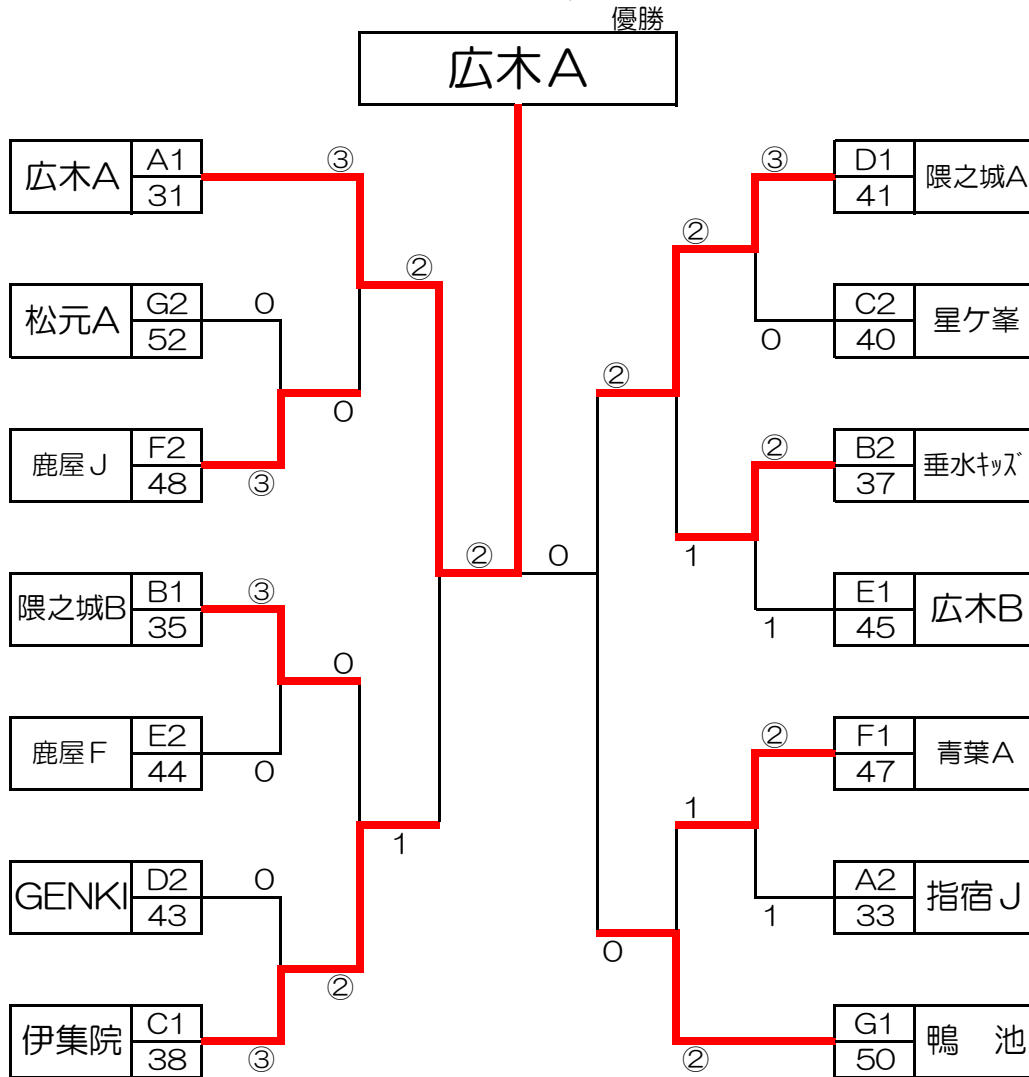 優勝
広木A
広木A A1 31
③
③
D1 41 隈之城A
②
②
松元A G2 52
0
0
C2 40 星ケ峯
②
0
鹿屋J F2 48
③
②
B2 37 垂水ｷｯｽﾞ
②
0
1
隈之城B B1 35
③
1
E1 45 広木B
0
鹿屋F E2 44
0
②
F1 47 青葉A
1
1
GENKI D2 43
0
1
A2 33 指宿J
②
0
伊集院 C1 38
③
②
G1 50 鴨 池